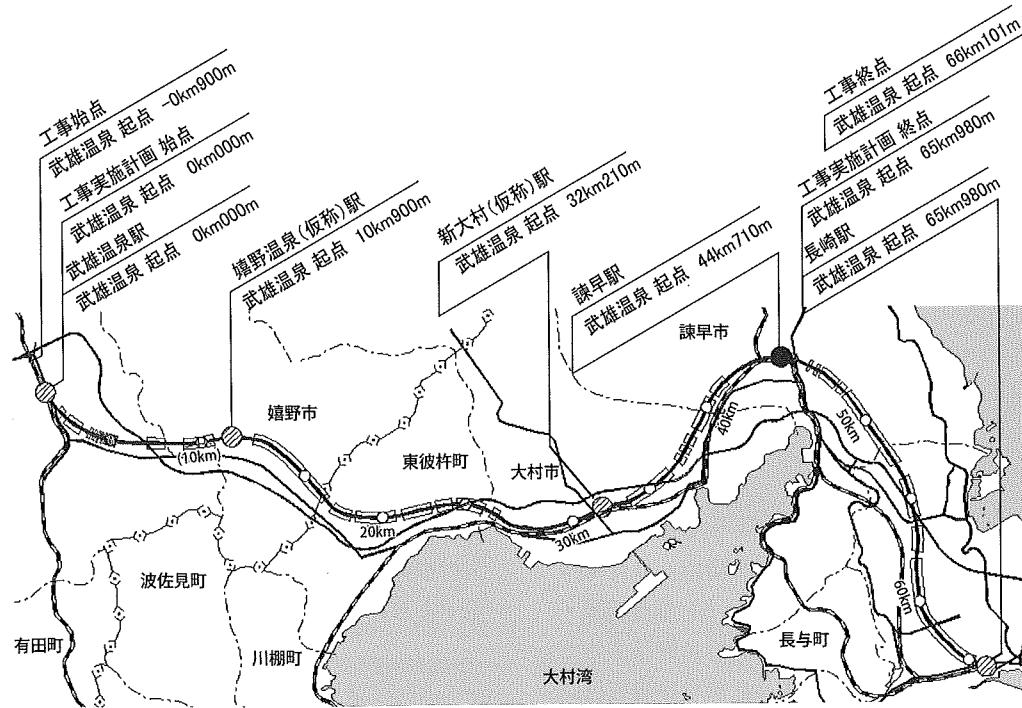 工事始点
武雄温泉 起点 -0km900m
工事実施計画 始点
武雄温泉 起点 0km000m
武雄温泉駅
武雄温泉 起点 0km000m
嬉野温泉(仮称)駅
武雄温泉 起点 10km900m
新大村(仮称)駅
武雄温泉 起点 32km210m
諫早駅
武雄温泉 起点 44km710m
工事終点
武雄温泉 起点 66km101m
工事実施計画 終点
武雄温泉 起点 65km980m
長崎駅
武雄温泉 起点 65km980m
諫早市
嬉野市
東彼杵町
大村市
(10km)
20km
30km
40km
50km
60km
波佐見町
有田町
川棚町
大村湾
長与町